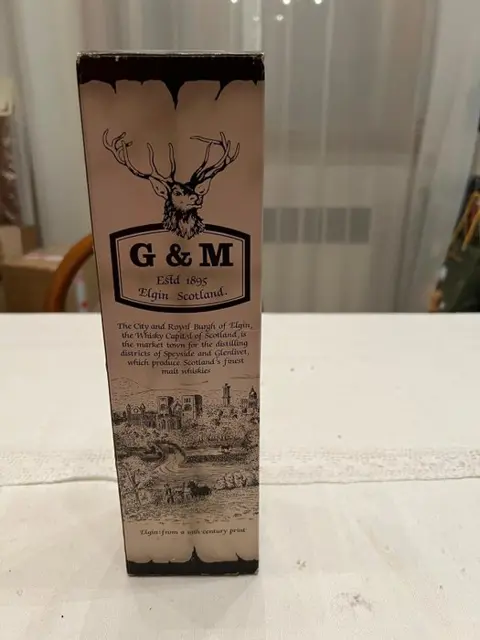 G & M
Estd 1895
Elgin Scotland.
The City and Royal Burgh of Elgin,
the Whisky Capital of Scotland, is
the market town for the distilling
districts of Speyside and Glenlivet,
which produce Scotland's finest
malt whiskies
Elgin: from a 19th century print